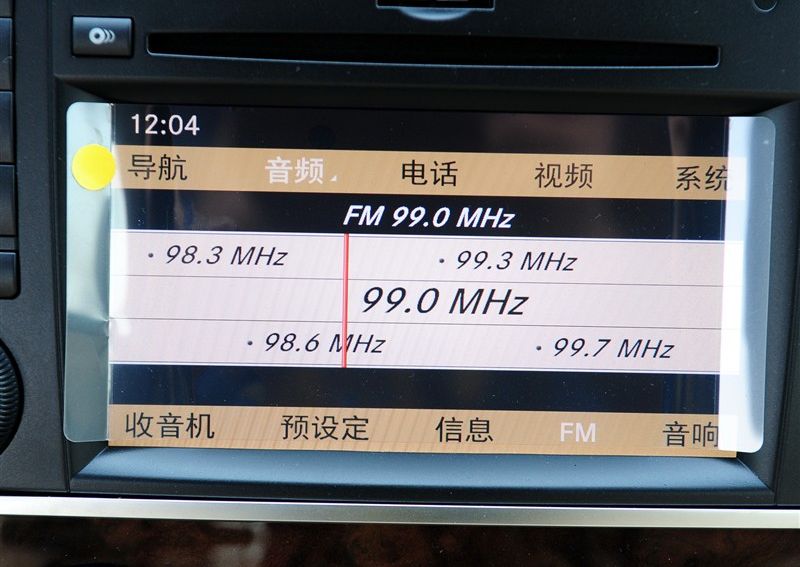 12:04
导航 音频 电话 视频 系统
FM 99.0 MHz
· 98.3 MHz · 99.3 MHz
99.0 MHz
· 98.6 MHz · 99.7 MHz
收音机 预设定 信息 FM 音响